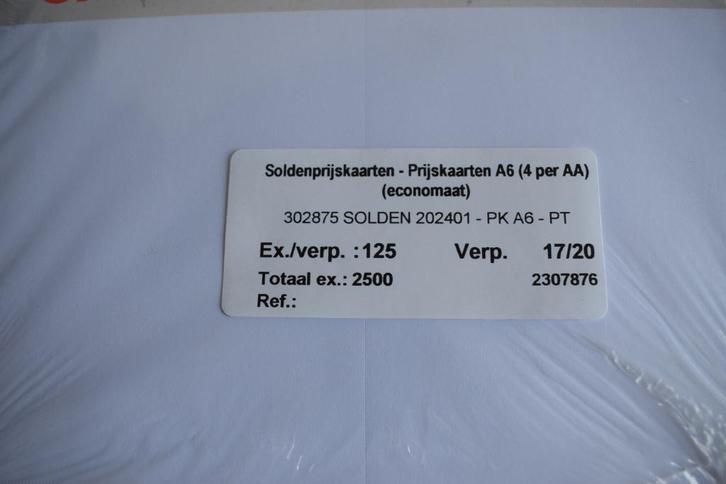 Soldenprijskaarten - Prijskaarten A6 (4 per AA)
(economaat)
302875 SOLDEN 202401 - PK A6 - PT
Ex./verp. : 125 Verp. 17/20
Totaal ex.: 2500 2307876
Ref.: